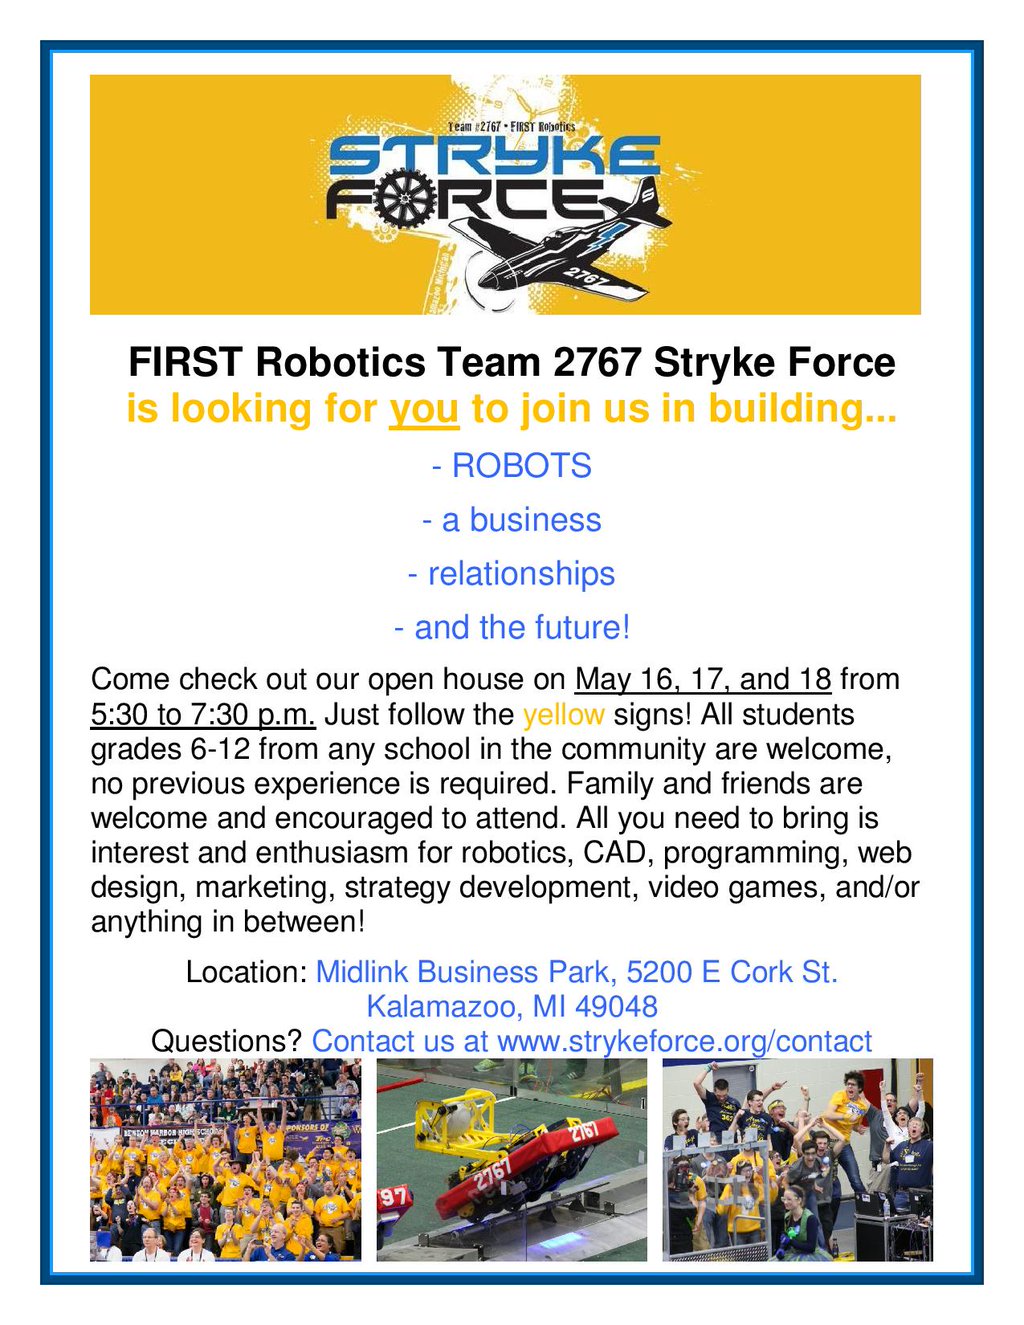 Team #2767 • FIRST Robotics
STRYKE
FORCE
S
2767
FIRST Robotics Team 2767 Stryke Force
is looking for you to join us in building...
- ROBOTS
- a business
- relationships
- and the future!
Come check out our open house on May 16, 17, and 18 from
5:30 to 7:30 p.m. Just follow the yellow signs! All students
grades 6-12 from any school in the community are welcome,
no previous experience is required. Family and friends are
welcome and encouraged to attend. All you need to bring is
interest and enthusiasm for robotics, CAD, programming, web
design, marketing, strategy development, video games, and/or
anything in between!
Location: Midlink Business Park, 5200 E Cork St.
Kalamazoo, MI 49048
Questions? Contact us at www.strykeforce.org/contact
2767
2767
97